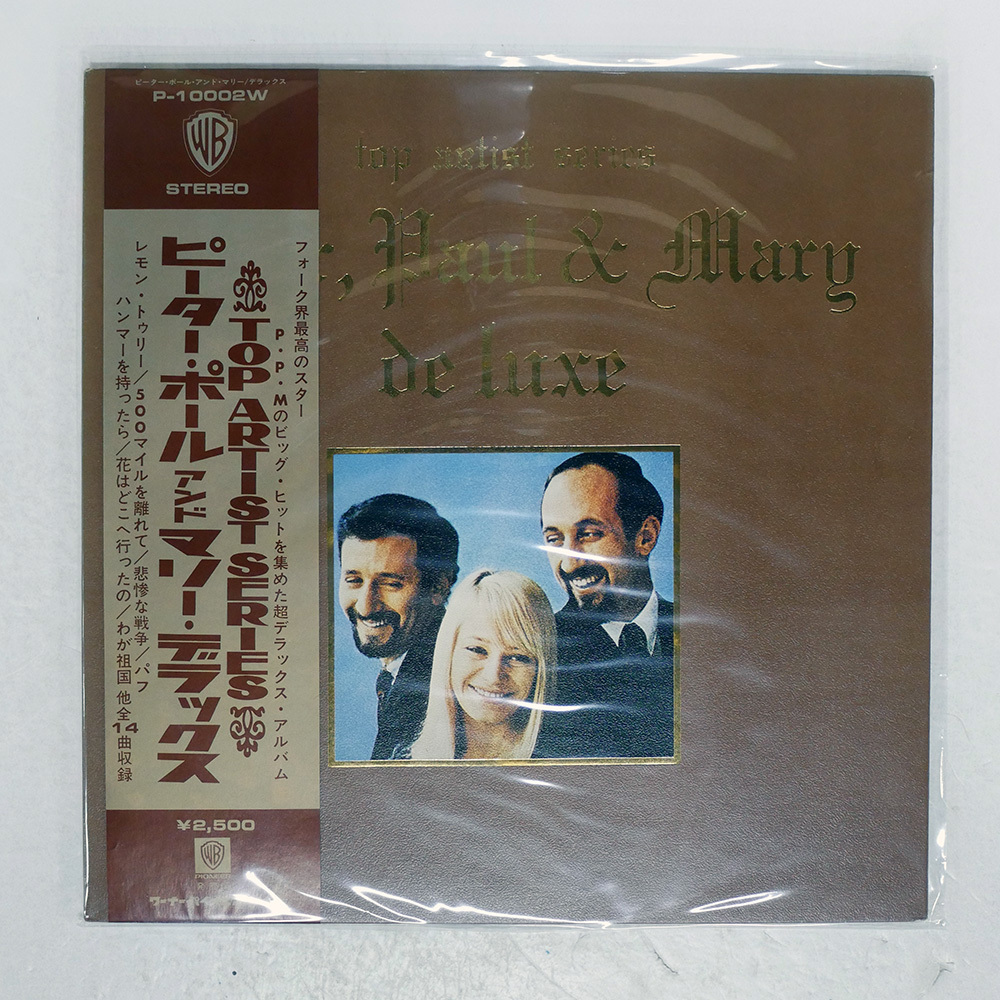 ピーター・ポール・アンド・マリー/デラックス
P-10002W
WB
STEREO
フォーク界最高のスター
P・P・Mのビッグ・ヒットを集めた超デラックス・アルバム
TOP ARTIST SERIES
ピーター・ポールアンドマリー・デラックス
レモン・トゥリー/500マイルを離れて/悲惨な戦争/パフ
ハンマーを持ったら/花はどこへ行ったの/わが祖国 他全14曲収録
¥2,500
WB
PIONEER
top artist series
, Paul & Mary
de luxe